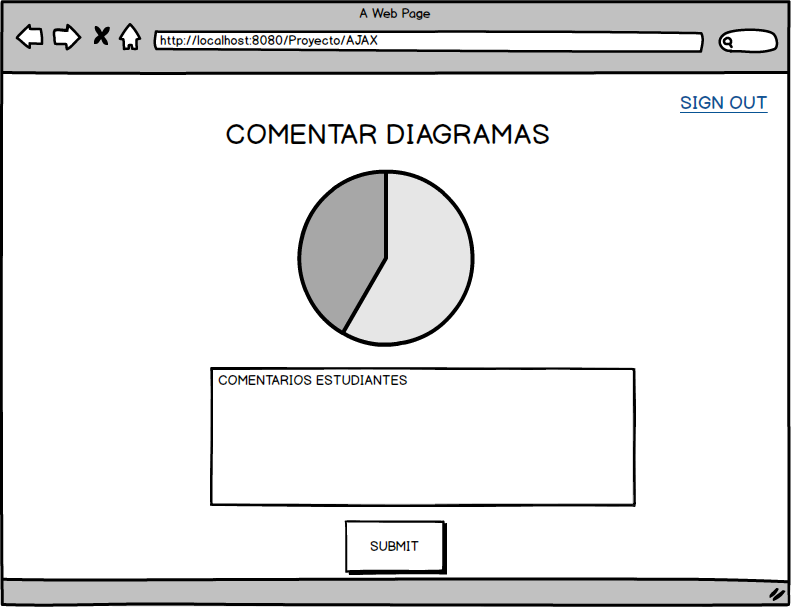 A Web Page
http://localhost:8080/Proyecto/AJAX
SIGN OUT
COMENTAR DIAGRAMAS
COMENTARIOS ESTUDIANTES
SUBMIT